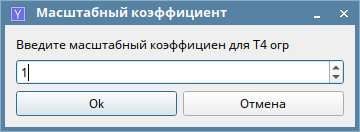 Масштабный коэффициент
Введите масштабный коэффициен для Т4 огр
1
Ok
Отмена